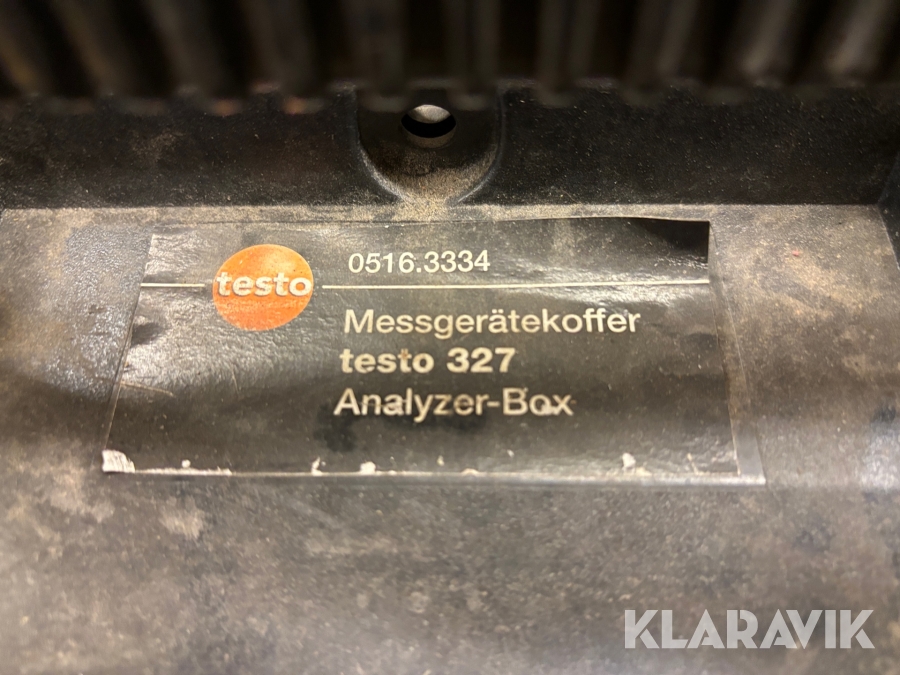 testo
0516.3334
Messgerätekoffer
testo 327
Analyzer-Box
KLARAVIK